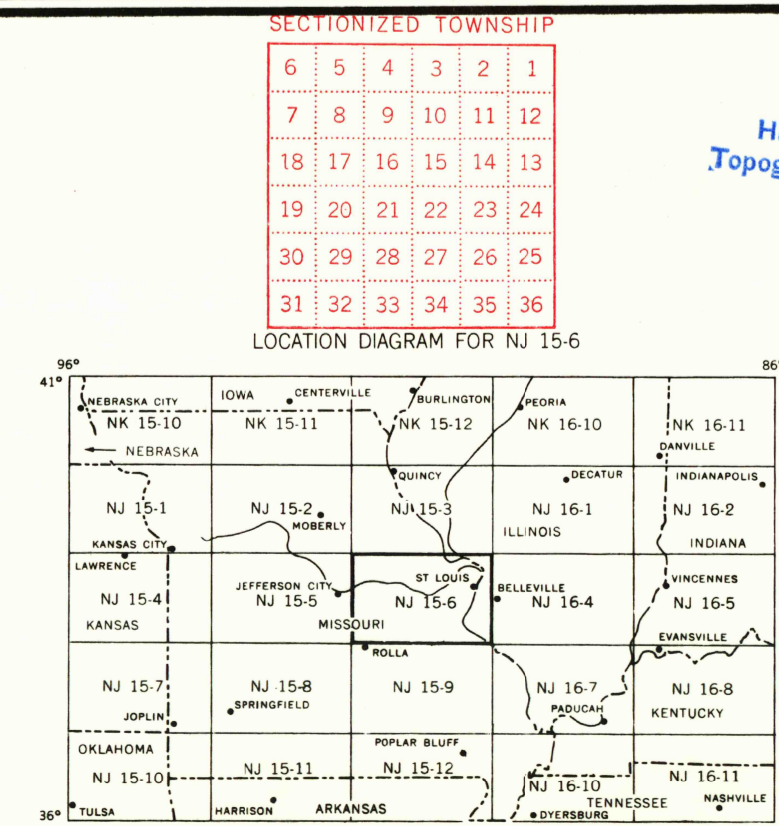 SECTIONIZED TOWNSHIP
6 5 4 3 2 1
7 8 9 10 11 12
18 17 16 15 14 13
19 20 21 22 23 24
30 29 28 27 26 25
31 32 33 34 35 36
LOCATION DIAGRAM FOR NJ 15-6
96° 86°
41°
NEBRASKA CITY IOWA CENTERVILLE BURLINGTON PEORIA
NK 15-10 NK 15-11 NK 15-12 NK 16-10 NK 16-11
NEBRASKA DANVILLE
QUINCY DECATUR INDIANAPOLIS
NJ 15-1 NJ 15-2 NJ 15-3 NJ 16-1 NJ 16-2
MOBERLY ILLINOIS
KANSAS CITY INDIANA
LAWRENCE JEFFERSON CITY ST LOUIS BELLEVILLE VINCENNES
NJ 15-4 NJ 15-5 NJ 15-6 NJ 16-4 NJ 16-5
KANSAS MISSOURI EVANSVILLE
ROLLA
NJ 15-7 NJ 15-8 NJ 15-9 NJ 16-7 NJ 16-8
JOPLIN SPRINGFIELD PADUCAH KENTUCKY
OKLAHOMA POPLAR BLUFF
NJ 15-10 NJ 15-11 NJ 15-12 NJ 16-10 NJ 16-11
36° TULSA HARRISON ARKANSAS DYERSBURG TENNESSEE NASHVILLE